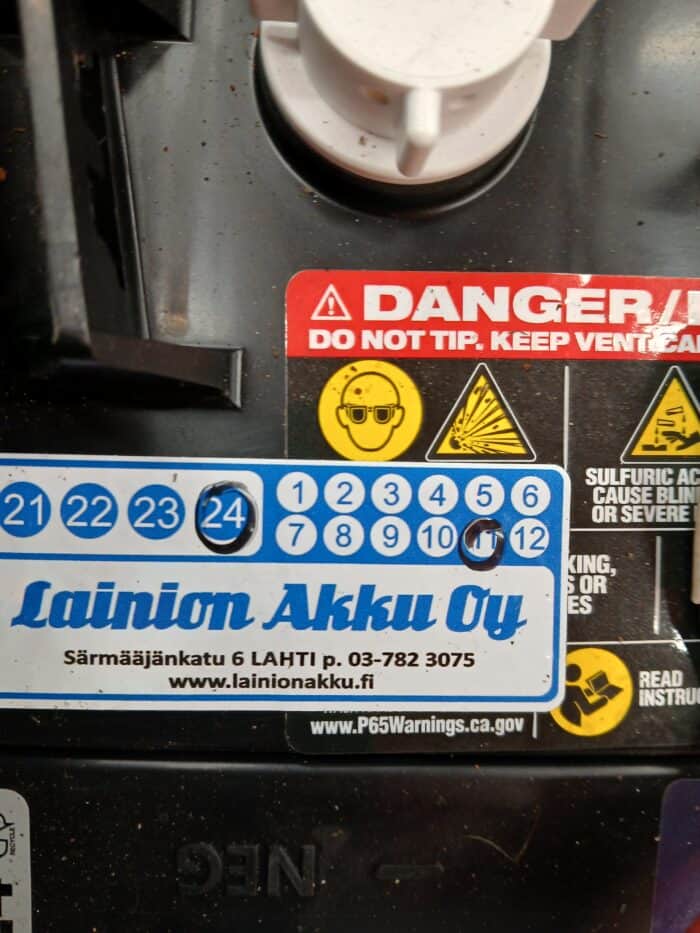 DANGER/
DO NOT TIP. KEEP VENT CA
SULFURIC AC
CAUSE BLIN
OR SEVERE
21 22 23 24
1 2 3 4 5 6
7 8 9 10 11 12
KING,
S OR
ES
Lainion Akku Oy
Särmääjänkatu 6 LAHTI p. 03-782 3075
www.lainionakku.fi
READ
INSTRU
www.P65Warnings.ca.gov
RECYCLE
NEG -